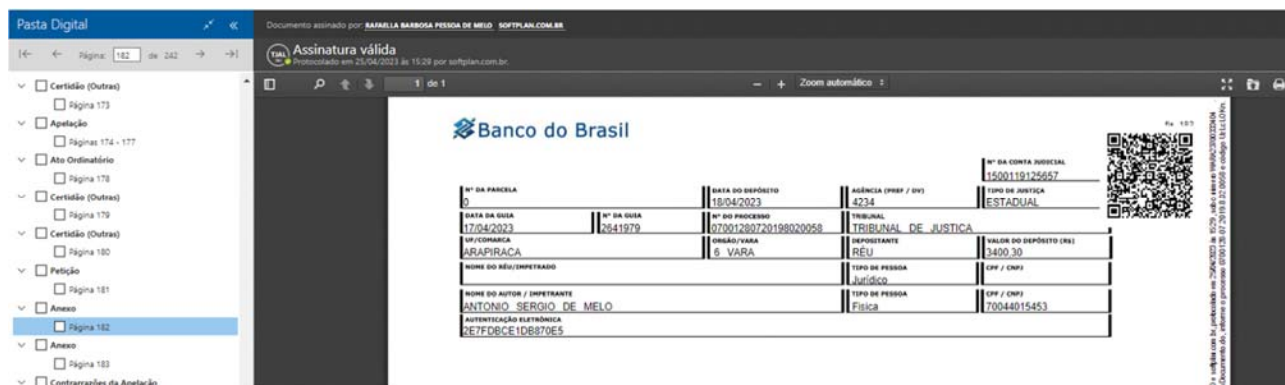 Pasta Digital
Página: 182 de 242
Certidão (Outras)
Página 173
Apelação
Páginas 174 - 177
Ato Ordinatório
Página 178
Certidão (Outras)
Página 179
Certidão (Outras)
Página 180
Petição
Página 181
Anexo
Página 182
Anexo
Página 183
Contrarrazões da Apelação
Documento assinado por: RAFAELLA BARBOSA PESSOA DE MELO SOFTPLAN.COM.BR
TJAL
Assinatura válida
Protocolado em 25/04/2023 às 15:29 por softplan.com.br.
1 de 1
Zoom automático
Banco do Brasil
fls. 182
Nº DA CONTA JUDICIAL
1500119125657
Nº DA PARCELA
0
DATA DO DEPÓSITO
18/04/2023
AGÊNCIA (PREF / DV)
4234
TIPO DE JUSTIÇA
ESTADUAL
DATA DA GUIA
17/04/2023
Nº DA GUIA
2641979
Nº DO PROCESSO
07001280720198020058
TRIBUNAL
TRIBUNAL DE JUSTICA
UF/COMARCA
ARAPIRACA
ORGÃO/VARA
6 VARA
DEPOSITANTE
RÉU
VALOR DO DEPÓSITO (R$)
3400,30
NOME DO RÉU/IMPETRADO
TIPO DE PESSOA
Jurídico
CPF / CNPJ
NOME DO AUTOR / IMPETRANTE
ANTONIO SERGIO DE MELO
TIPO DE PESSOA
Física
CPF / CNPJ
70044015453
AUTENTICAÇÃO ELETRÔNICA
2E7FDBCE1DB870E5